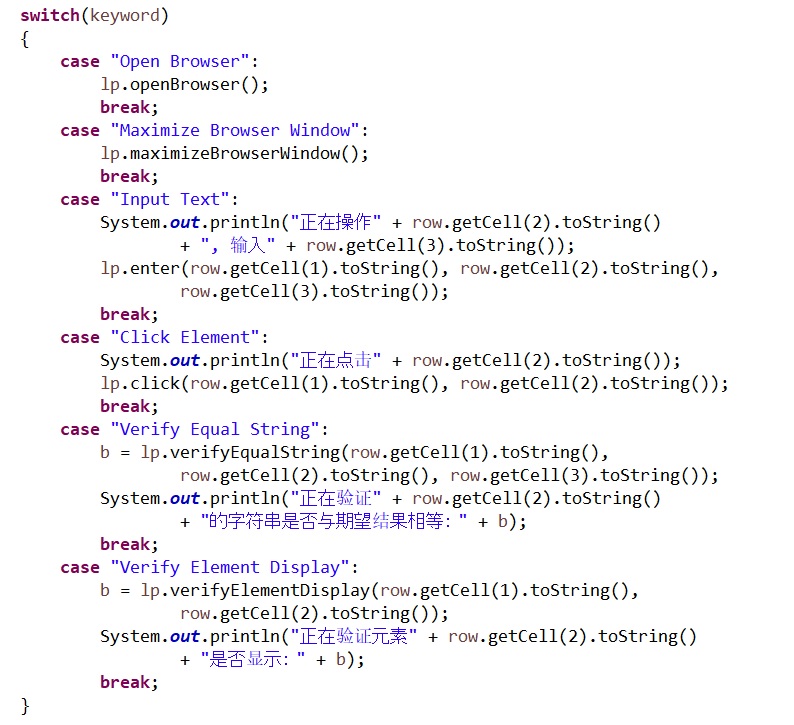 switch(keyword)
{
case "Open Browser":
lp.openBrowser();
break;
case "Maximize Browser Window":
lp.maximizeBrowserWindow();
break;
case "Input Text":
System.out.println("正在操作" + row.getCell(2).toString()
+ ", 输入" + row.getCell(3).toString());
lp.enter(row.getCell(1).toString(), row.getCell(2).toString(),
row.getCell(3).toString());
break;
case "Click Element":
System.out.println("正在点击" + row.getCell(2).toString());
lp.click(row.getCell(1).toString(), row.getCell(2).toString());
break;
case "Verify Equal String":
b = lp.verifyEqualString(row.getCell(1).toString(),
row.getCell(2).toString(), row.getCell(3).toString());
System.out.println("正在验证" + row.getCell(2).toString()
+ "的字符串是否与期望结果相等: " + b);
break;
case "Verify Element Display":
b = lp.verifyElementDisplay(row.getCell(1).toString(),
row.getCell(2).toString());
System.out.println("正在验证元素" + row.getCell(2).toString()
+ "是否显示: " + b);
break;
}